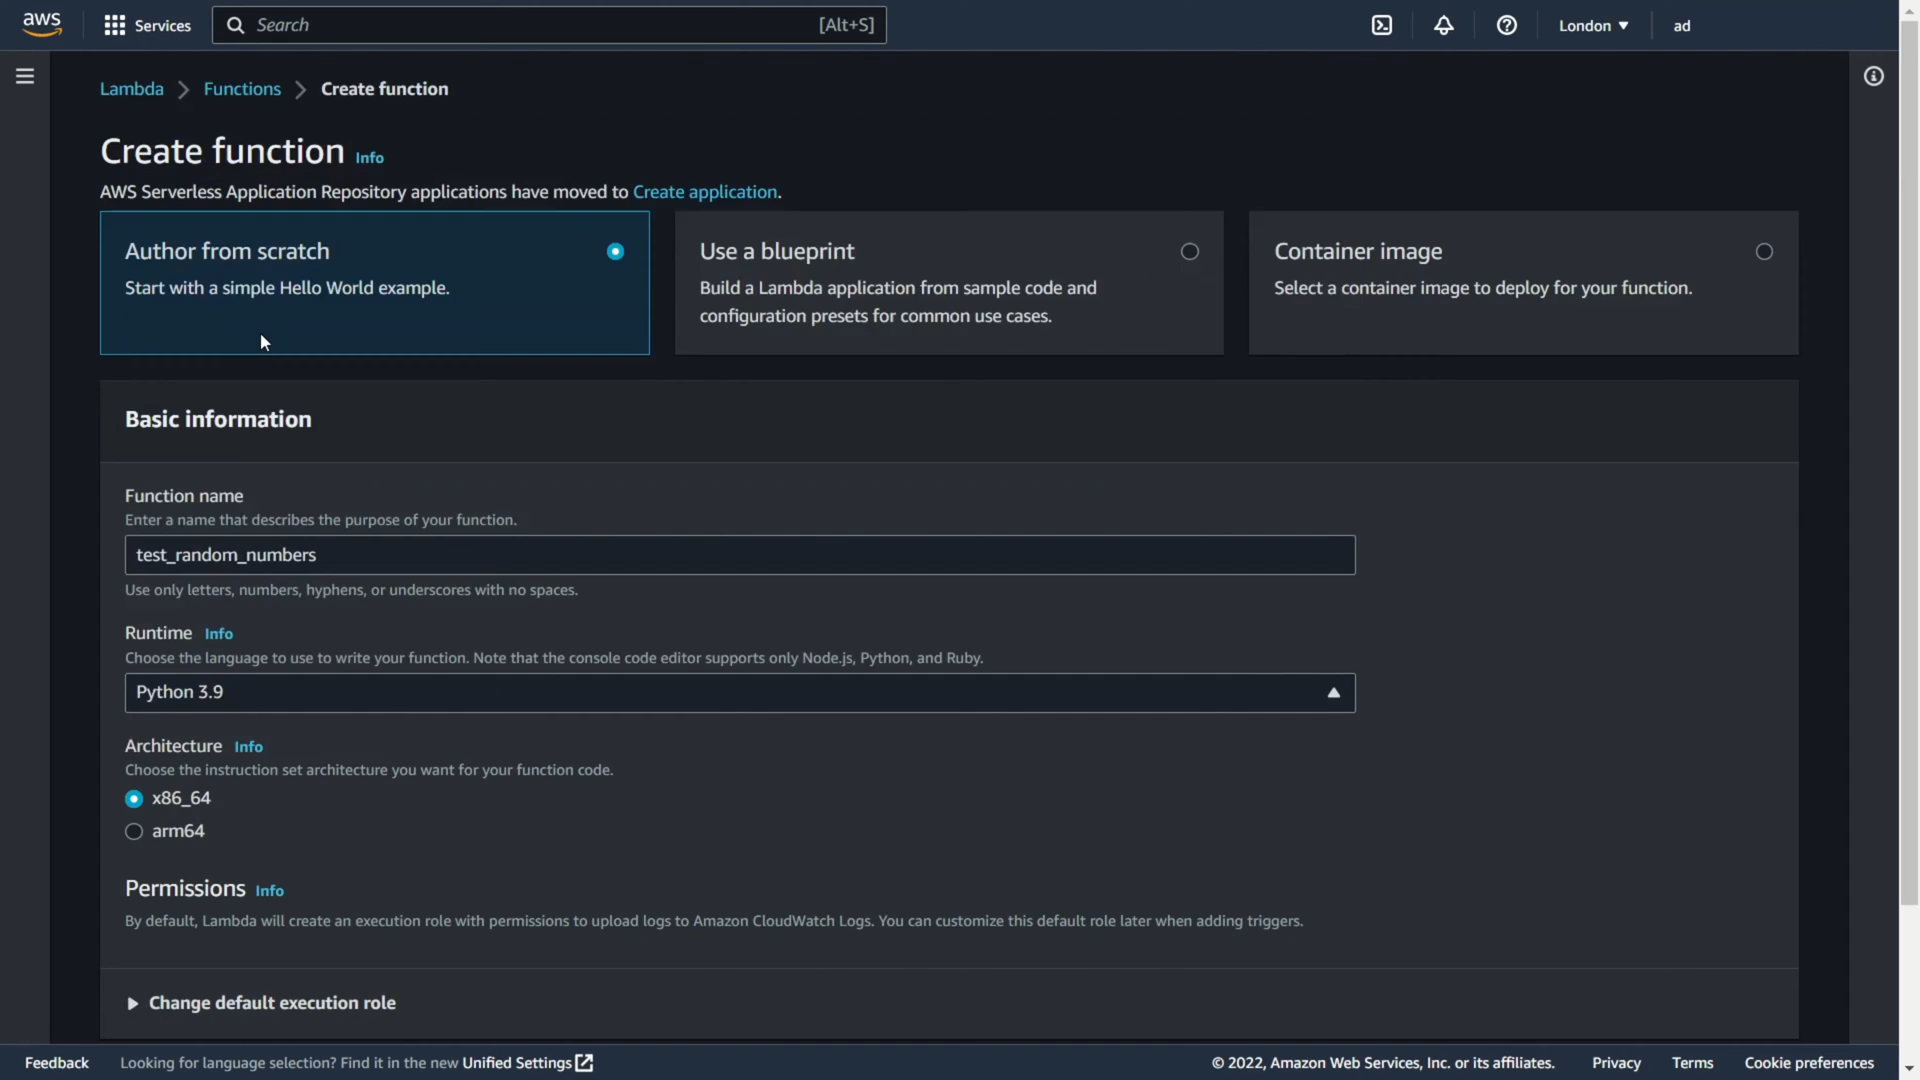 aws
Services
Search
[Alt+S]
London
ad
Lambda
Functions
Create function
Create function Info
AWS Serverless Application Repository applications have moved to Create application.
Author from scratch
Start with a simple Hello World example.
Use a blueprint
Build a Lambda application from sample code and
configuration presets for common use cases.
Container image
Select a container image to deploy for your function.
Basic information
Function name
Enter a name that describes the purpose of your function.
test_random_numbers
Use only letters, numbers, hyphens, or underscores with no spaces.
Runtime Info
Choose the language to use to write your function. Note that the console code editor supports only Node.js, Python, and Ruby.
Python 3.9
Architecture Info
Choose the instruction set architecture you want for your function code.
x86_64
arm64
Permissions Info
By default, Lambda will create an execution role with permissions to upload logs to Amazon CloudWatch Logs. You can customize this default role later when adding triggers.
Change default execution role
Feedback
Looking for language selection? Find it in the new Unified Settings
© 2022, Amazon Web Services, Inc. or its affiliates.
Privacy
Terms
Cookie preferences